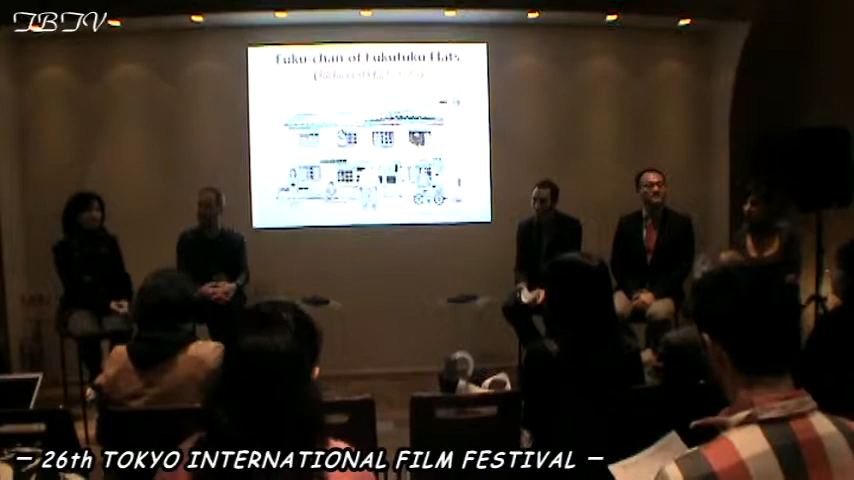 TBTV
Fuku-chan of Fukufuku Flats
— 26th TOKYO INTERNATIONAL FILM FESTIVAL —